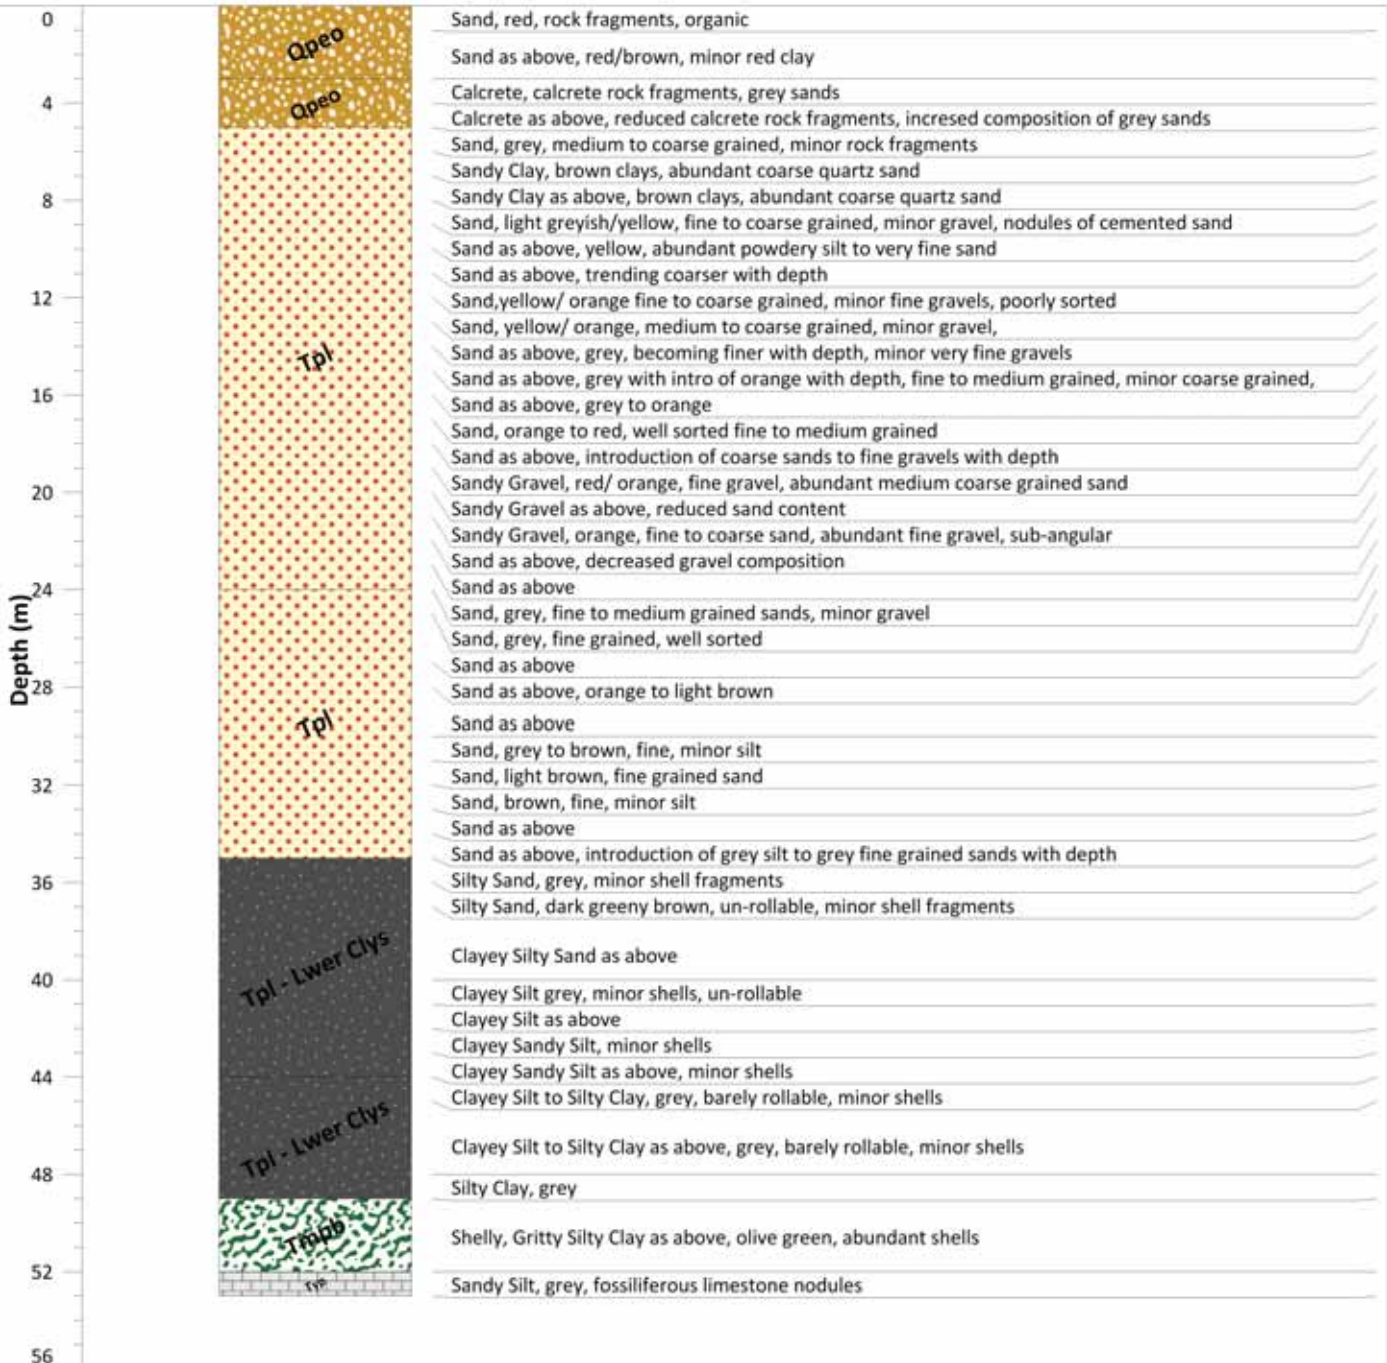 0
Qpeo
Sand, red, rock fragments, organic
Sand as above, red/brown, minor red clay
4
Qpeo
Calcrete, calcrete rock fragments, grey sands
Calcrete as above, reduced calcrete rock fragments, incresed composition of grey sands
Sand, grey, medium to coarse grained, minor rock fragments
Sandy Clay, brown clays, abundant coarse quartz sand
8
Sandy Clay as above, brown clays, abundant coarse quartz sand
Sand, light greyish/yellow, fine to coarse grained, minor gravel, nodules of cemented sand
Sand as above, yellow, abundant powdery silt to very fine sand
Sand as above, trending coarser with depth
12
Sand,yellow/ orange fine to coarse grained, minor fine gravels, poorly sorted
Sand, yellow/ orange, medium to coarse grained, minor gravel,
Tpl
Sand as above, grey, becoming finer with depth, minor very fine gravels
Sand as above, grey with intro of orange with depth, fine to medium grained, minor coarse grained,
16
Sand as above, grey to orange
Sand, orange to red, well sorted fine to medium grained
Sand as above, introduction of coarse sands to fine gravels with depth
20
Sandy Gravel, red/ orange, fine gravel, abundant medium coarse grained sand
Sandy Gravel as above, reduced sand content
Sandy Gravel, orange, fine to coarse sand, abundant fine gravel, sub-angular
Sand as above, decreased gravel composition
24
Sand as above
Sand, grey, fine to medium grained sands, minor gravel
Sand, grey, fine grained, well sorted
Depth (m)
Sand as above
28
Sand as above, orange to light brown
Tpl
Sand as above
Sand, grey to brown, fine, minor silt
32
Sand, light brown, fine grained sand
Sand, brown, fine, minor silt
Sand as above
Sand as above, introduction of grey silt to grey fine grained sands with depth
36
Silty Sand, grey, minor shell fragments
Silty Sand, dark greeny brown, un-rollable, minor shell fragments
Tpl - Lwer Clys
Clayey Silty Sand as above
40
Clayey Silt grey, minor shells, un-rollable
Clayey Silt as above
Clayey Sandy Silt, minor shells
44
Clayey Sandy Silt as above, minor shells
Clayey Silt to Silty Clay, grey, barely rollable, minor shells
Tpl - Lwer Clys
Clayey Silt to Silty Clay as above, grey, barely rollable, minor shells
48
Silty Clay, grey
Tmpb
Shelly, Gritty Silty Clay as above, olive green, abundant shells
52
Typ
Sandy Silt, grey, fossiliferous limestone nodules
56